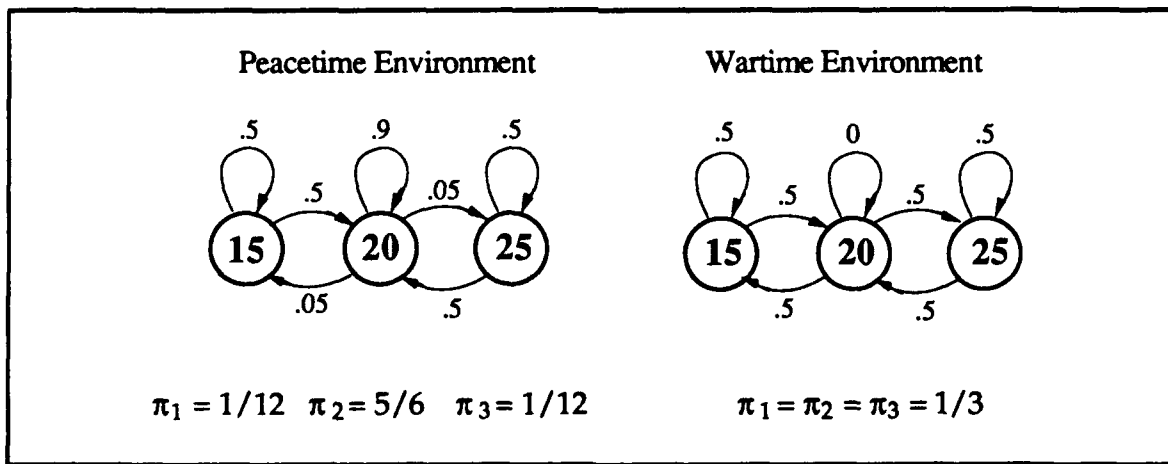 Peacetime Environment Wartime Environment
.5 .9 .5 .5 0 .5
.5 .05 .5 .5
15 20 25 15 20 25
.05 .5 .5 .5
π1 = 1/12 π2 = 5/6 π3 = 1/12 π1 = π2 = π3 = 1/3